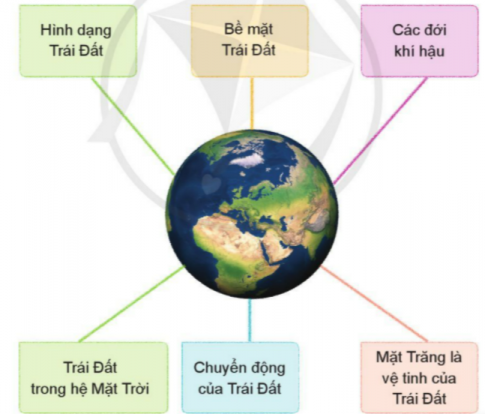 Hình dạng
Trái Đất
Bề mặt
Trái Đất
Các đới
khí hậu
Trái Đất
trong hệ Mặt Trời
Chuyển động
của Trái Đất
Mặt Trăng là
vệ tinh của
Trái Đất